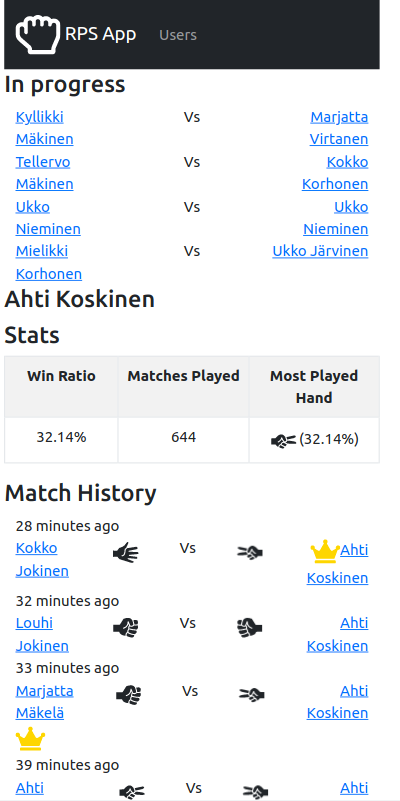 RPS App Users
In progress
Kyllikki Vs Marjatta
Mäkinen Virtanen
Tellervo Vs Kokko
Mäkinen Korhonen
Ukko Vs Ukko
Nieminen Nieminen
Mielikki Vs Ukko Järvinen
Korhonen
Ahti Koskinen
Stats
Win Ratio Matches Played Most Played
Hand
32.14% 644 (32.14%)
Match History
28 minutes ago
Kokko Vs Ahti
Jokinen Koskinen
32 minutes ago
Louhi Vs Ahti
Jokinen Koskinen
33 minutes ago
Marjatta Vs Ahti
Mäkelä Koskinen
39 minutes ago
Ahti Vs Ahti